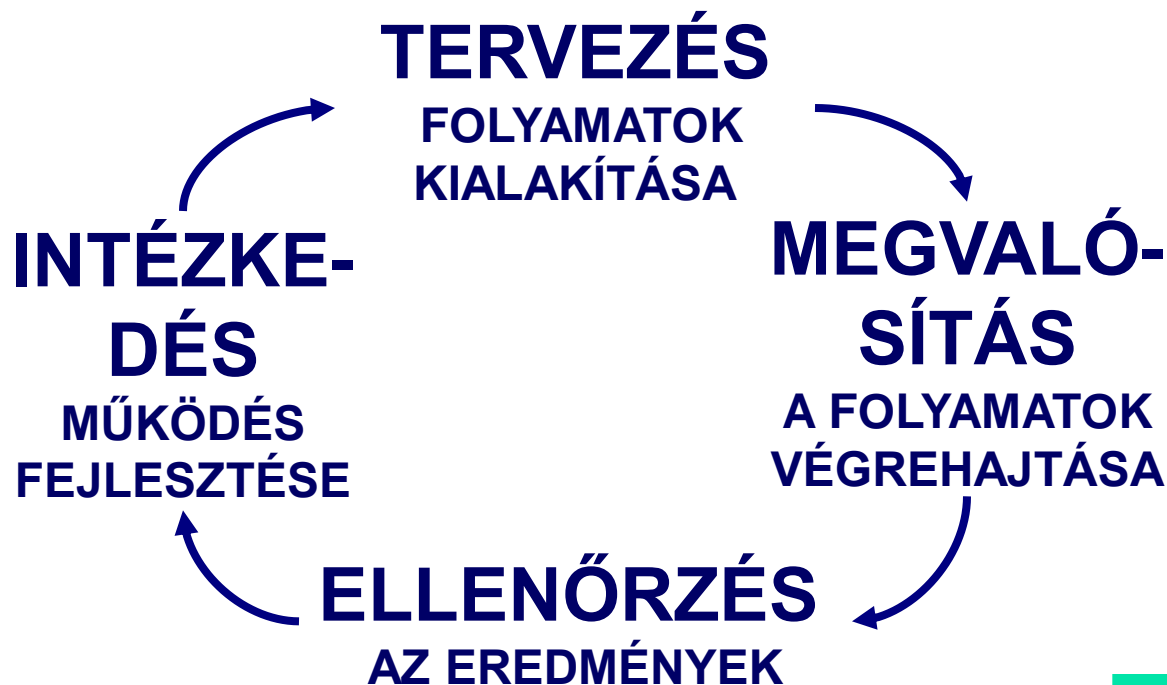 TERVEZÉS
FOLYAMATOK
KIALAKÍTÁSA
MEGVALÓ-
SÍTÁS
A FOLYAMATOK
VÉGREHAJTÁSA
ELLENŐRZÉS
AZ EREDMÉNYEK
INTÉZKE-
DÉS
MŰKÖDÉS
FEJLESZTÉSE